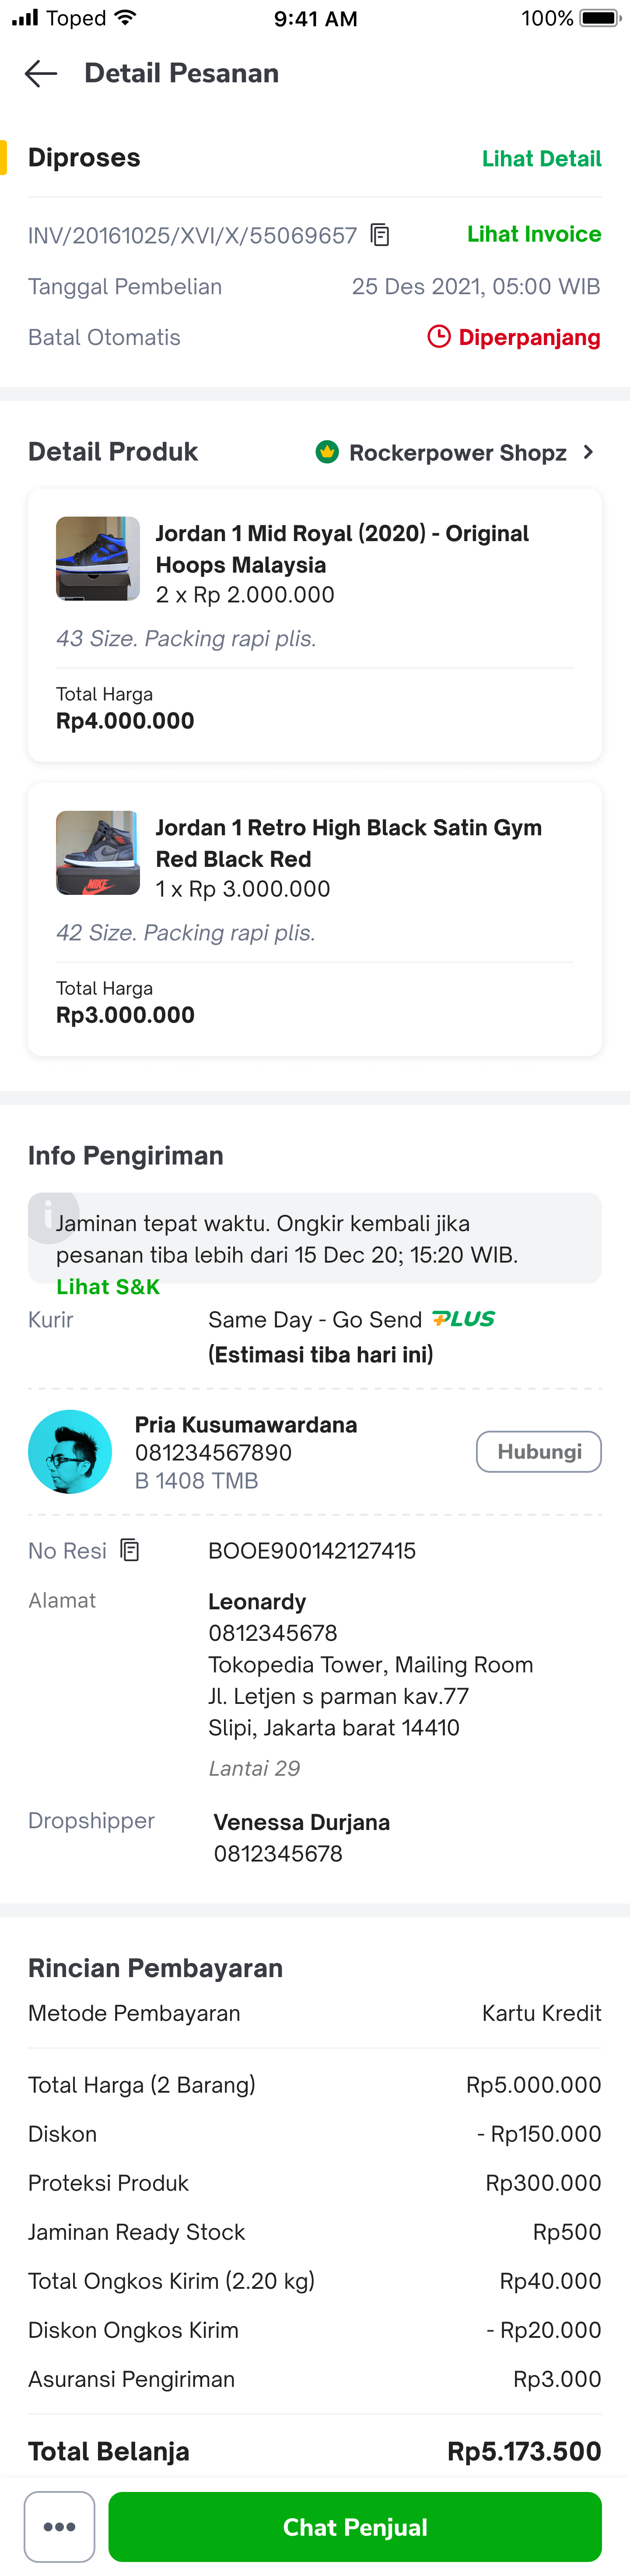 Toped 9:41 AM 100%
Detail Pesanan
Diproses Lihat Detail
INV/20161025/XVI/X/55069657 Lihat Invoice
Tanggal Pembelian 25 Des 2021, 05:00 WIB
Batal Otomatis Diperpanjang
Detail Produk Rockerpower Shopz
Jordan 1 Mid Royal (2020) - Original
Hoops Malaysia
2 x Rp 2.000.000
43 Size. Packing rapi plis.
Total Harga
Rp4.000.000
Jordan 1 Retro High Black Satin Gym
Red Black Red
1 x Rp 3.000.000
NIKE
42 Size. Packing rapi plis.
Total Harga
Rp3.000.000
Info Pengiriman
Jaminan tepat waktu. Ongkir kembali jika
pesanan tiba lebih dari 15 Dec 20; 15:20 WIB.
Lihat S&K
Kurir Same Day - Go Send PLUS
(Estimasi tiba hari ini)
Pria Kusumawardana
081234567890
B 1408 TMB
Hubungi
No Resi BOOE900142127415
Alamat Leonardy
0812345678
Tokopedia Tower, Mailing Room
Jl. Letjen s parman kav.77
Slipi, Jakarta barat 14410
Lantai 29
Dropshipper Venessa Durjana
0812345678
Rincian Pembayaran
Metode Pembayaran Kartu Kredit
Total Harga (2 Barang) Rp5.000.000
Diskon - Rp150.000
Proteksi Produk Rp300.000
Jaminan Ready Stock Rp500
Total Ongkos Kirim (2.20 kg) Rp40.000
Diskon Ongkos Kirim - Rp20.000
Asuransi Pengiriman Rp3.000
Total Belanja Rp5.173.500
Chat Penjual